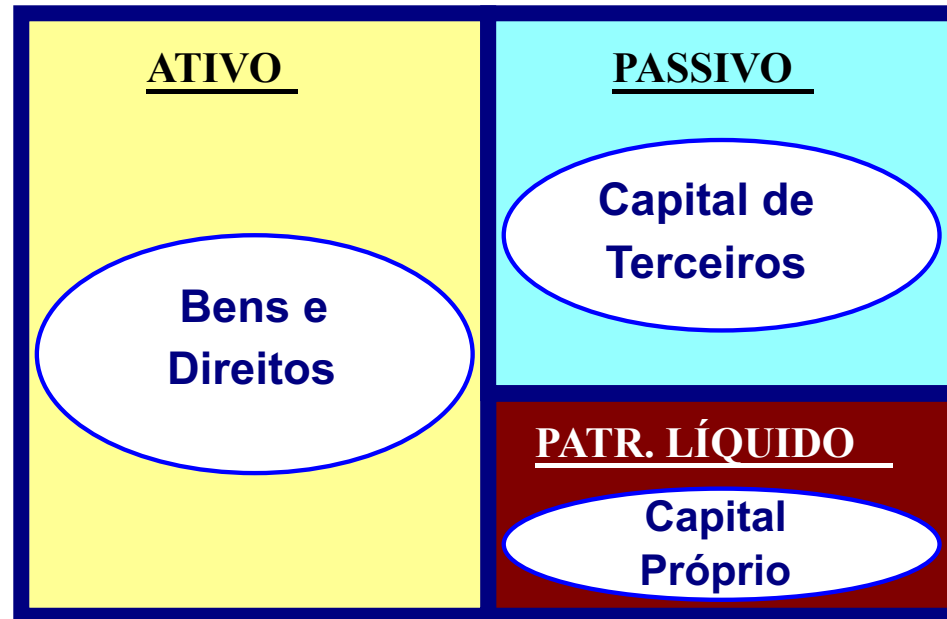 ATIVO
Bens e
Direitos
PASSIVO
Capital de
Terceiros
PATR. LÍQUIDO
Capital
Próprio